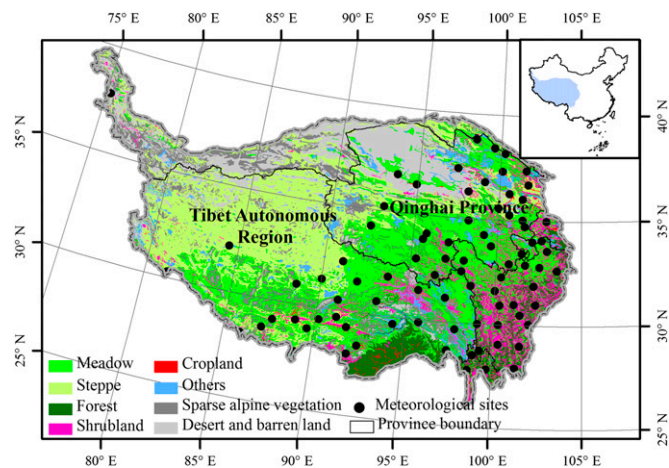 75° E 80° E 85° E 90° E 95° E 100° E 105° E
40° N
35° N
35° N
30° N
30° N
25° N
25° N
Tibet Autonomous
Region
Qinghai Province
Meadow
Steppe
Forest
Shrubland
Cropland
Others
Sparse alpine vegetation
Desert and barren land
Meteorological sites
Province boundary
80° E 85° E 90° E 95° E 100° E 105° E